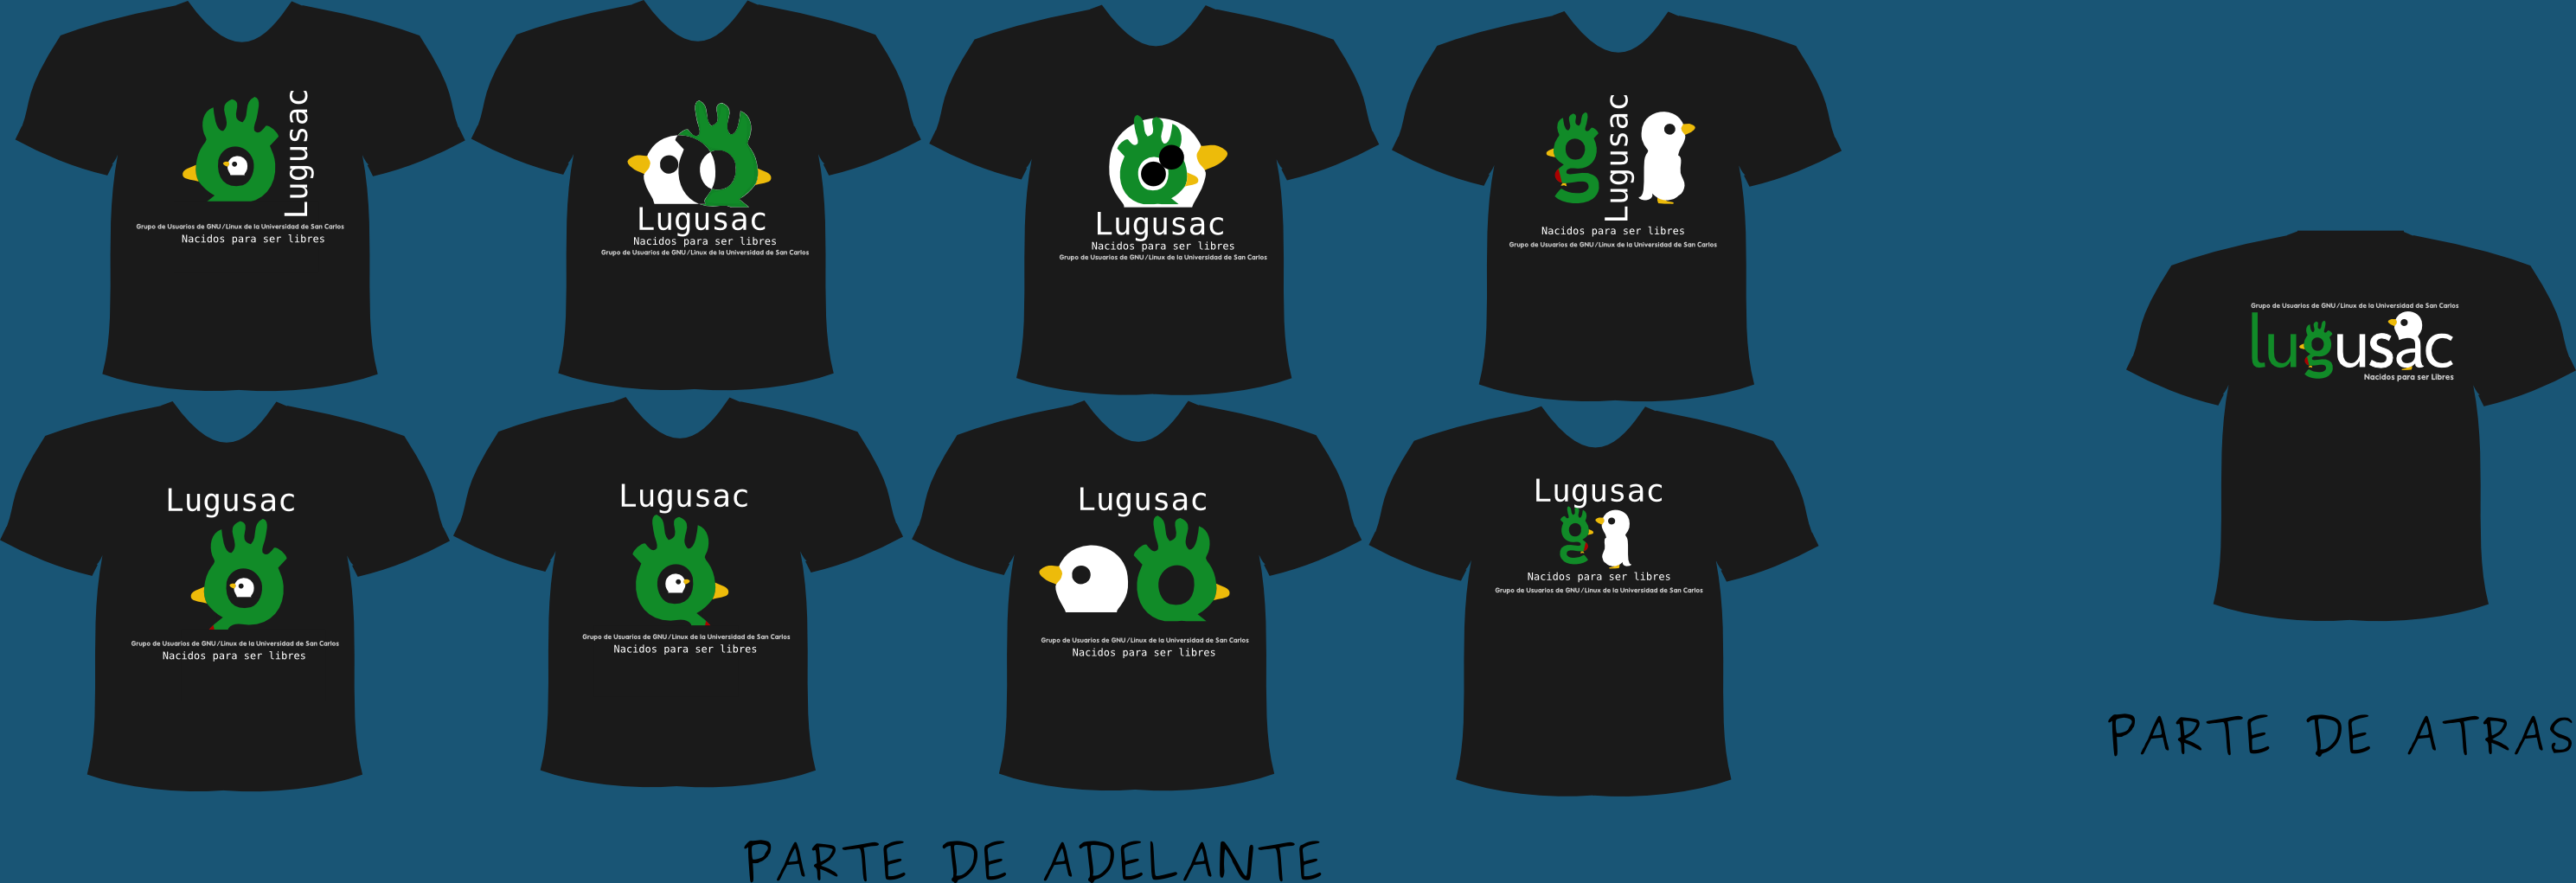 Lugusac
Grupo de Usuarios de GNU/Linux de la Universidad de San Carlos
Nacidos para ser libres
Lugusac
Nacidos para ser libres
Grupo de Usuarios de GNU/Linux de la Universidad de San Carlos
Lugusac
Nacidos para ser libres
Grupo de Usuarios de GNU/Linux de la Universidad de San Carlos
Lugusac
Nacidos para ser libres
Grupo de Usuarios de GNU/Linux de la Universidad de San Carlos
Grupo de Usuarios de GNU/Linux de la Universidad de San Carlos
lugusac
Nacidos para ser Libres
Lugusac
Grupo de Usuarios de GNU/Linux de la Universidad de San Carlos
Nacidos para ser libres
Lugusac
Grupo de Usuarios de GNU/Linux de la Universidad de San Carlos
Nacidos para ser libres
Lugusac
Grupo de Usuarios de GNU/Linux de la Universidad de San Carlos
Nacidos para ser libres
Lugusac
g
Nacidos para ser libres
Grupo de Usuarios de GNU/Linux de la Universidad de San Carlos
PARTE DE ATRAS
PARTE DE ADELANTE